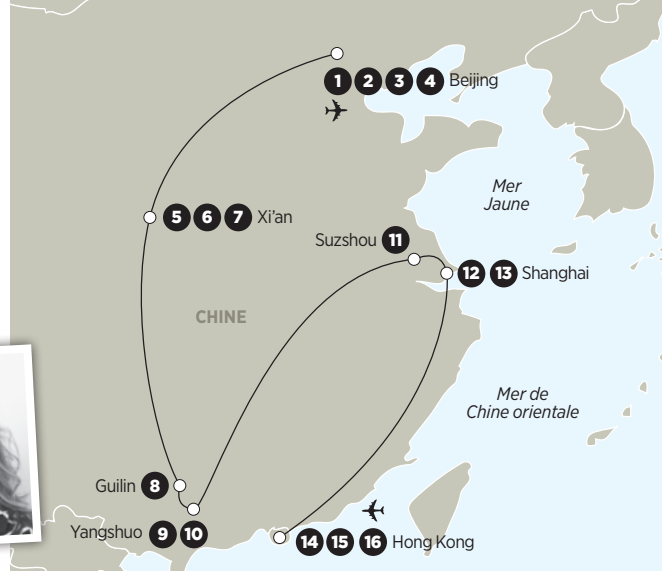 1 2 3 4 Beijing
Mer
Jaune
5 6 7 Xi'an
Suzshou 11
12 13 Shanghai
CHINE
Mer de
Chine orientale
Guilin 8
Yangshuo 9 10
14 15 16 Hong Kong